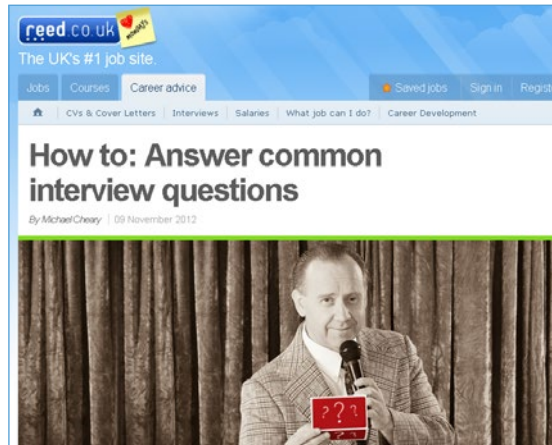 reed.co.uk
MONDAYS
The UK's #1 job site.
Jobs Courses Career advice Saved jobs Sign in Regist
CVs & Cover Letters Interviews Salaries What job can I do? Career Development
How to: Answer common
interview questions
By Michael Cheary 09 November 2012
? ? ?